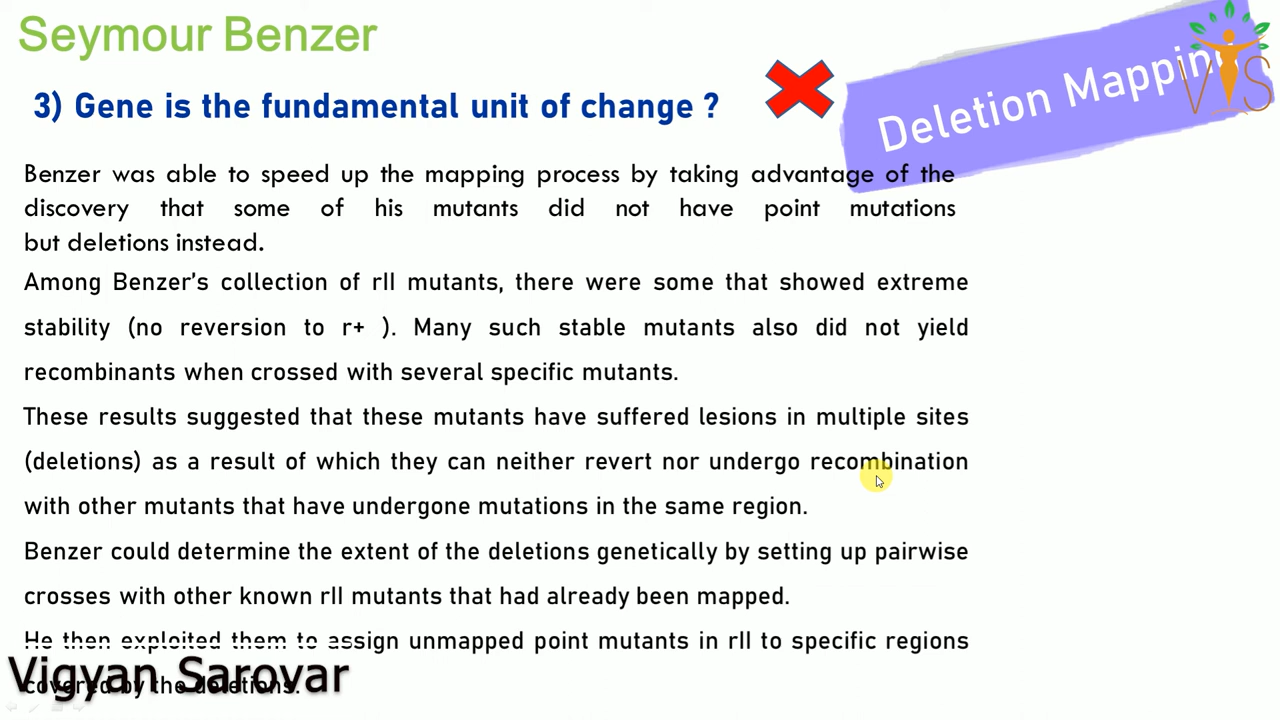 Seymour Benzer
3) Gene is the fundamental unit of change ?
Deletion Mapping
VS
Benzer was able to speed up the mapping process by taking advantage of the
discovery that some of his mutants did not have point mutations
but deletions instead.
Among Benzer's collection of rII mutants, there were some that showed extreme
stability (no reversion to r+ ). Many such stable mutants also did not yield
recombinants when crossed with several specific mutants.
These results suggested that these mutants have suffered lesions in multiple sites
(deletions) as a result of which they can neither revert nor undergo recombination
with other mutants that have undergone mutations in the same region.
Benzer could determine the extent of the deletions genetically by setting up pairwise
crosses with other known rII mutants that had already been mapped.
He then exploited them to assign unmapped point mutants in rII to specific regions
covered by the deletions.
Vigyan Sarovar